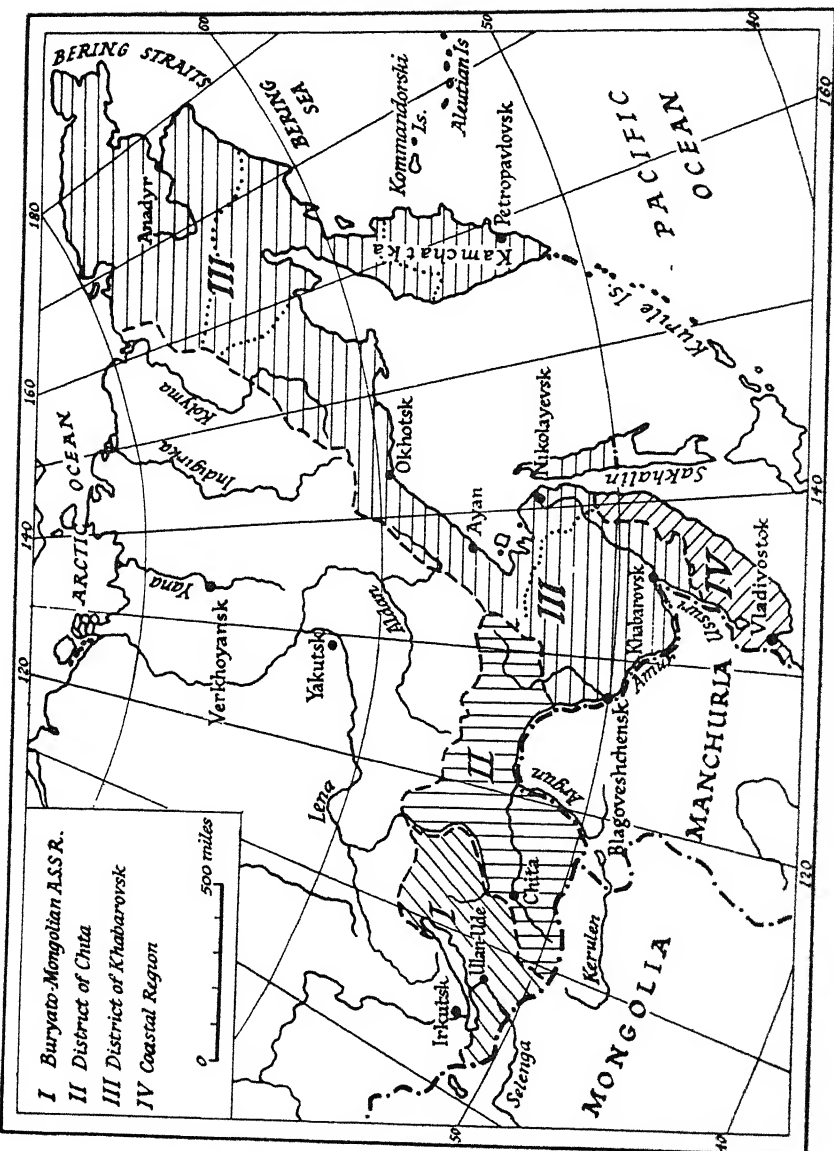 I Buryato-Mongolian A.S.S.R.
II District of Chita
III District of Khabarovsk
IV Coastal Region
0 500 miles
120
140
160
180
60
50
40
160
140
120
40
50
ARCTIC OCEAN
BERING STRAITS
BERING SEA
Anadyr
III
Kolyma
Indigirka
Yana
Verkhoyansk
Kommandorski Is.
Aleutian Is
Petropavlovsk
Kamchatka
PACIFIC OCEAN
Kurile Is.
Okhotsk
Ayan
Nikolayevsk
Sakhalin
Aldan
Yakutsk
Lena
III
II
I
IV
Khabarovsk
Ussuri
Amur
Vladivostok
Blagoveshchensk
Argun
Chita
Ulan-Ude
Irkutsk
Selenga
Kerulen
MANCHURIA
MONGOLIA